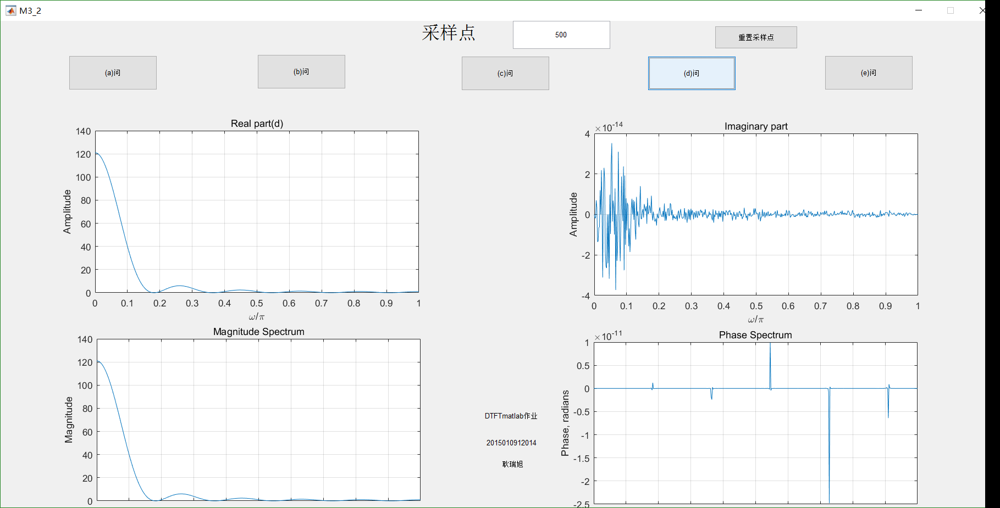 M3_2
采样点
500
重置采样点
(a)问
(b)问
(c)问
(d)问
(e)问
Real part(d)
140
120
100
80
60
40
20
0
Amplitude
0 0.1 0.2 0.3 0.4 0.5 0.6 0.7 0.8 0.9 1
ω/π
Imaginary part
×10-14
4
2
0
-2
-4
Amplitude
0 0.1 0.2 0.3 0.4 0.5 0.6 0.7 0.8 0.9 1
ω/π
Magnitude Spectrum
140
120
100
80
60
40
20
0
Magnitude
DTFTmatlab作业
2015010912014
耿瑞旭
Phase Spectrum
×10-11
1
0.5
0
-0.5
-1
-1.5
-2
-2.5
Phase, radians